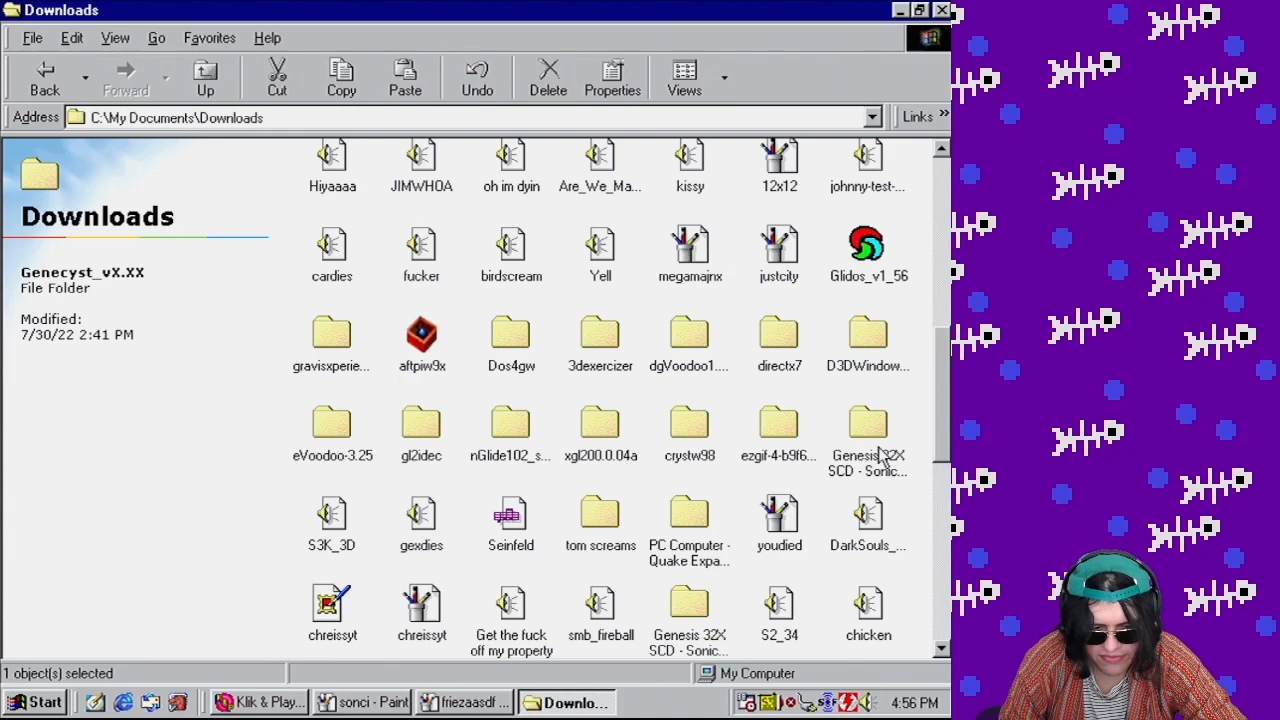 Downloads
File Edit View Go Favorites Help
Back Forward Up Cut Copy Paste Undo Delete Properties Views
Address C:\My Documents\Downloads Links »
Downloads
Genecyst_vX.XX
File Folder
Modified:
7/30/22 2:41 PM
Hiyaaaa JIMWHOA oh im dyin Are_We_Ma... kissy 12x12 johnny-test-...
cardies fucker birdscream Yell megamajnx justcity Glidos_v1_56
gravisxperie... aftpiw9x Dos4gw 3dexercizer dgVoodoo1.... directx7 D3DWindow...
eVoodoo-3.25 gl2idec nGlide102_s... xgl200.0.04a crystw98 ezgif-4-b9f6... Genesis 32X
SCD - Sonic...
S3K_3D gexdies Seinfeld tom screams PC Computer -
Quake Expa... youdied DarkSouls_...
chreissyt chreissyt Get the fuck
off my property smb_fireball Genesis 32X
SCD - Sonic... S2_34 chicken
1 object(s) selected My Computer
Start Klik & Play... sonci - Paint friezaasdf ... Downlo... 4:56 PM